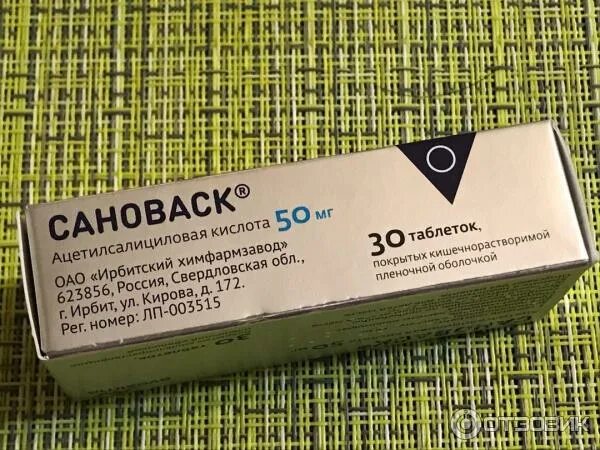 САНОВАСК®
Ацетилсалициловая кислота 50 мг
ОАО «Ирбитский химфармзавод»
623856, Россия, Свердловская обл.,
г. Ирбит, ул. Кирова, д. 172.
Рег. номер: ЛП-003515
30 таблеток,
покрытых кишечнорастворимой
пленочной оболочкой
ОТЗОВИК